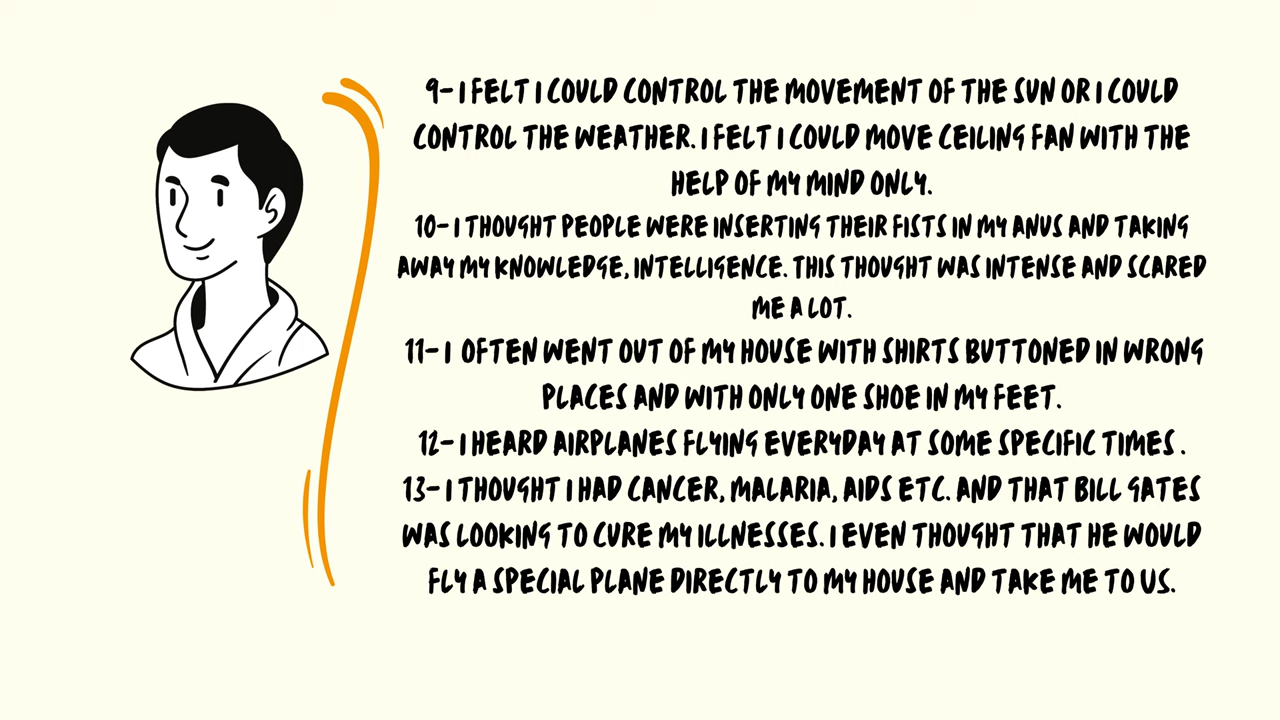 9- I FELT I COULD CONTROL THE MOVEMENT OF THE SUN OR I COULD
CONTROL THE WEATHER. I FELT I COULD MOVE CEILING FAN WITH THE
HELP OF MY MIND ONLY.
10- I THOUGHT PEOPLE WERE INSERTING THEIR FISTS IN MY ANUS AND TAKING
AWAY MY KNOWLEDGE, INTELLIGENCE. THIS THOUGHT WAS INTENSE AND SCARED
ME A LOT.
11- I OFTEN WENT OUT OF MY HOUSE WITH SHIRTS BUTTONED IN WRONG
PLACES AND WITH ONLY ONE SHOE IN MY FEET.
12- I HEARD AIRPLANES FLYING EVERYDAY AT SOME SPECIFIC TIMES .
13- I THOUGHT I HAD CANCER, MALARIA, AIDS ETC. AND THAT BILL GATES
WAS LOOKING TO CURE MY ILLNESSES. I EVEN THOUGHT THAT HE WOULD
FLY A SPECIAL PLANE DIRECTLY TO MY HOUSE AND TAKE ME TO US.